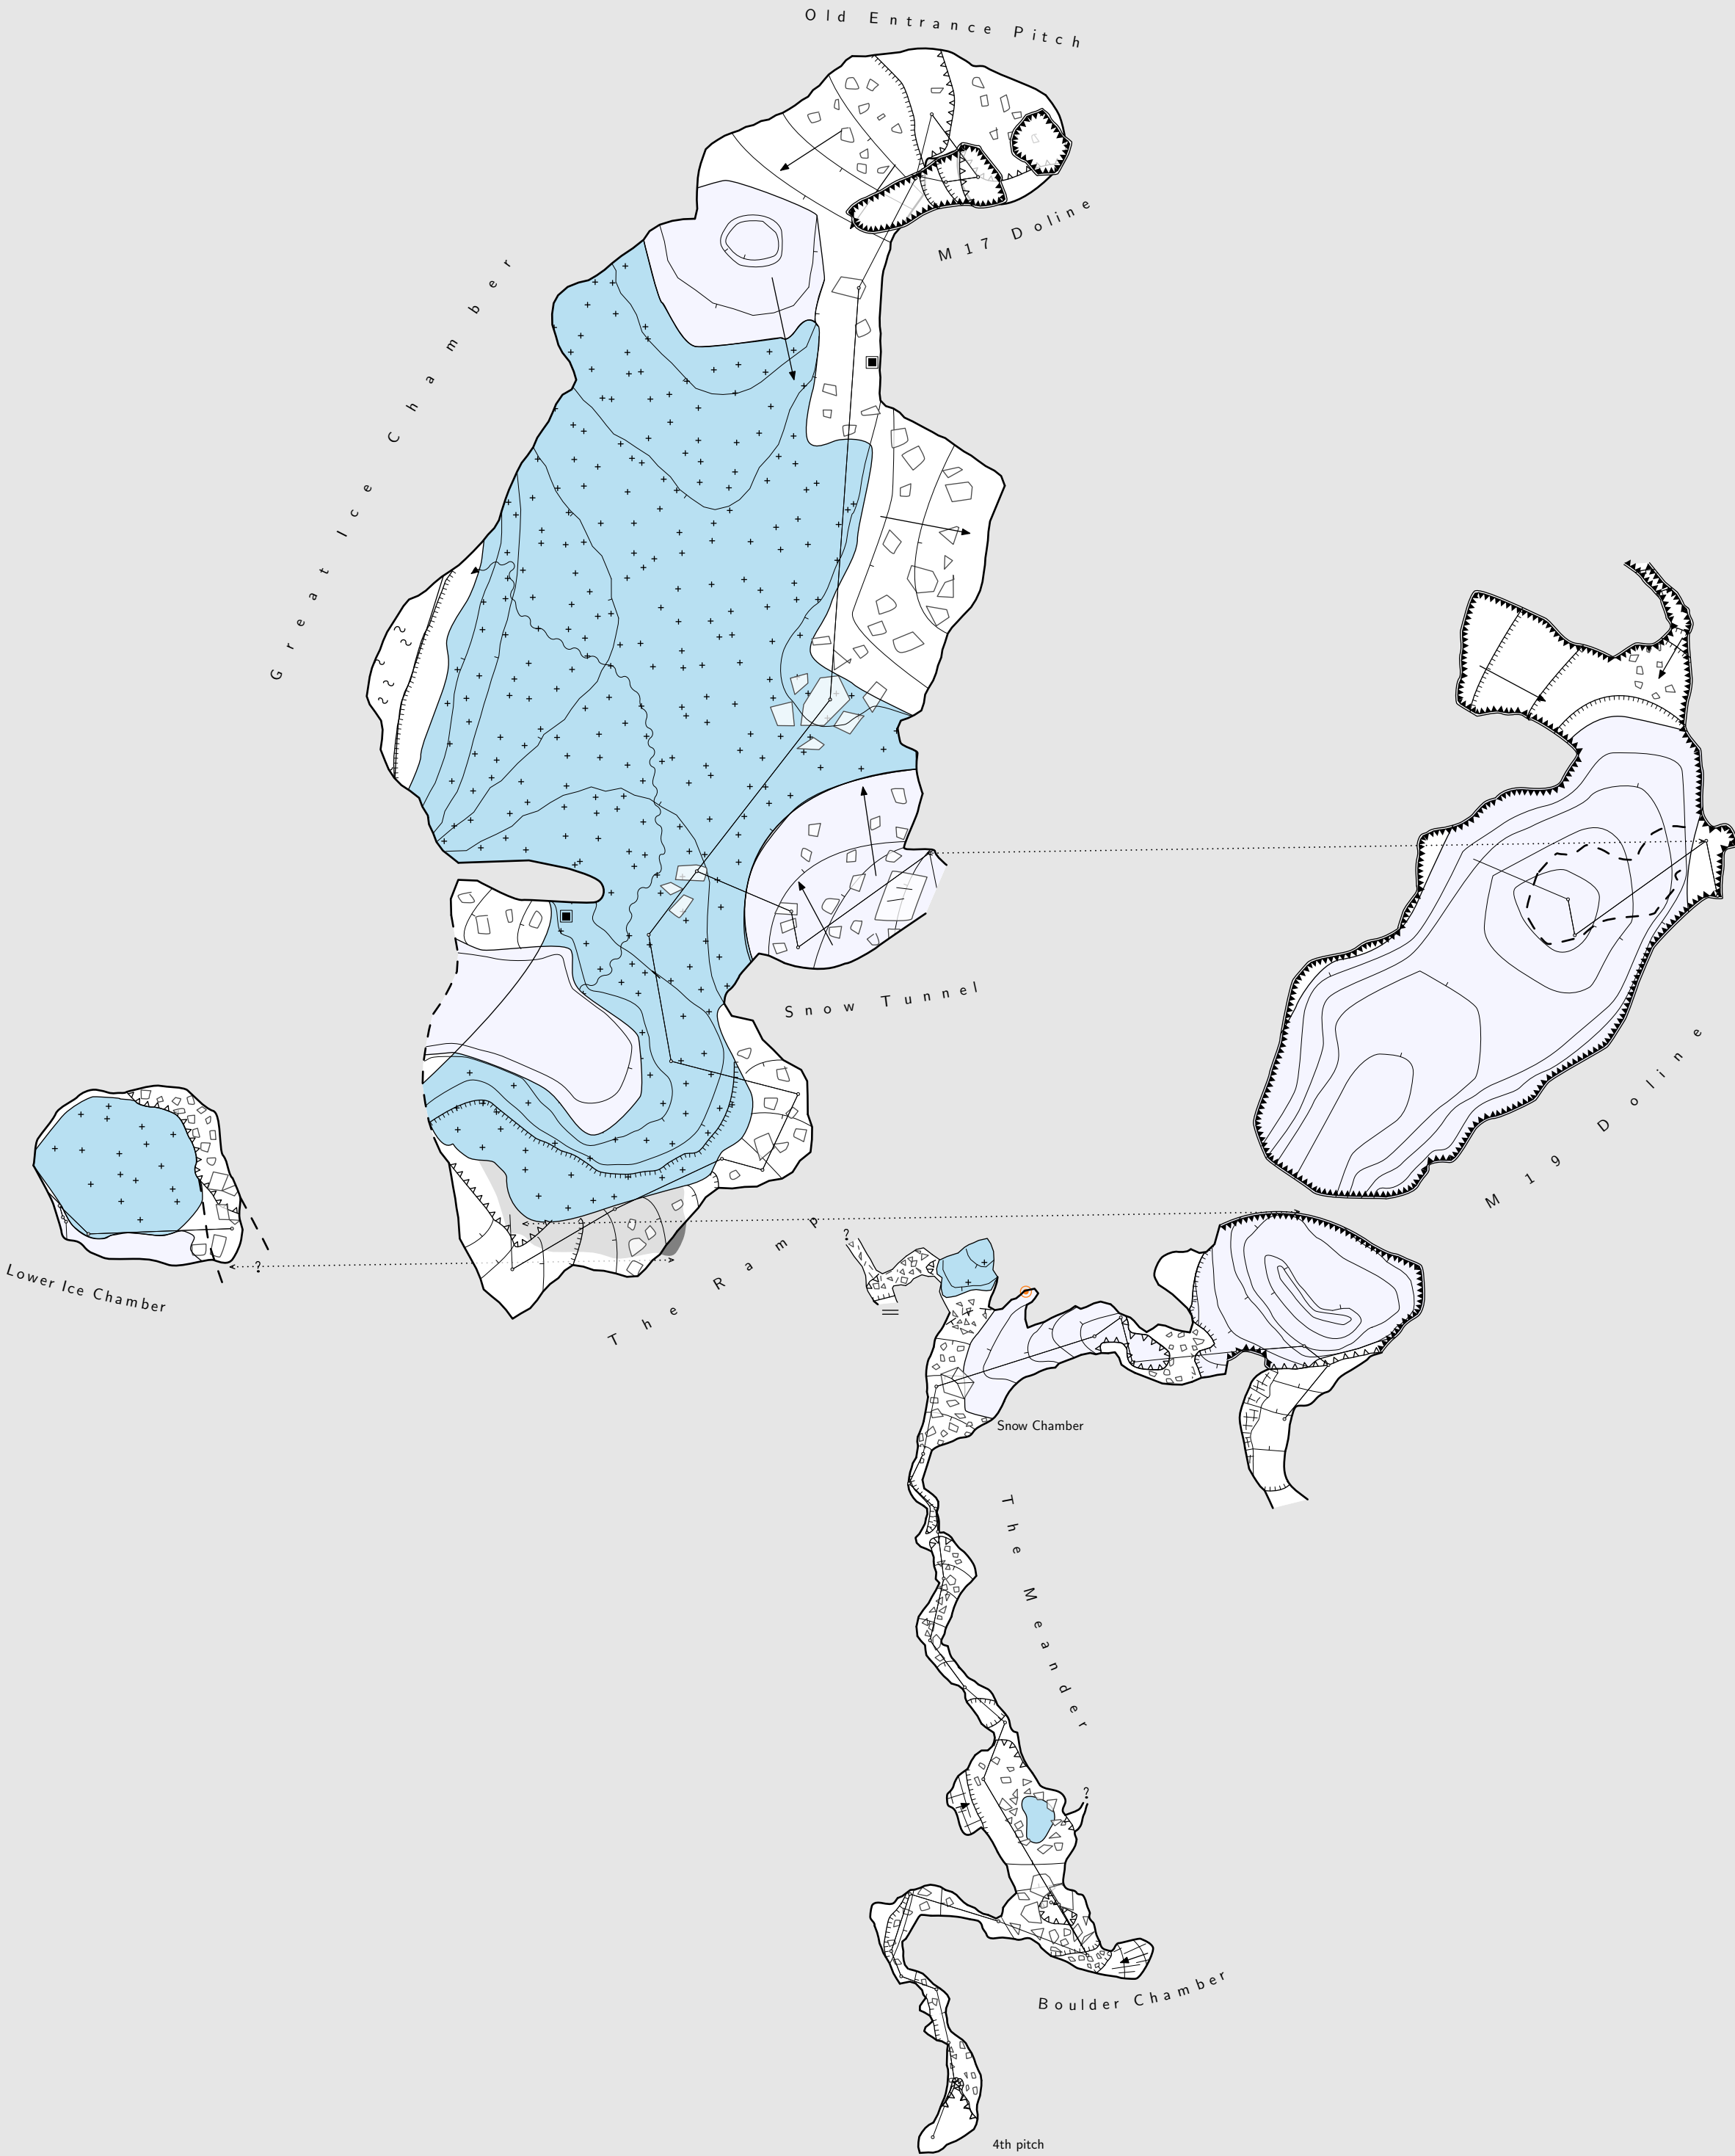 Old Entrance Pitch
M17 Doline
Great Ice Chamber
Snow Tunnel
M19 Doline
The Ramp
?
?
Lower Ice Chamber
Snow Chamber
The Meander
?
Boulder Chamber
4th pitch